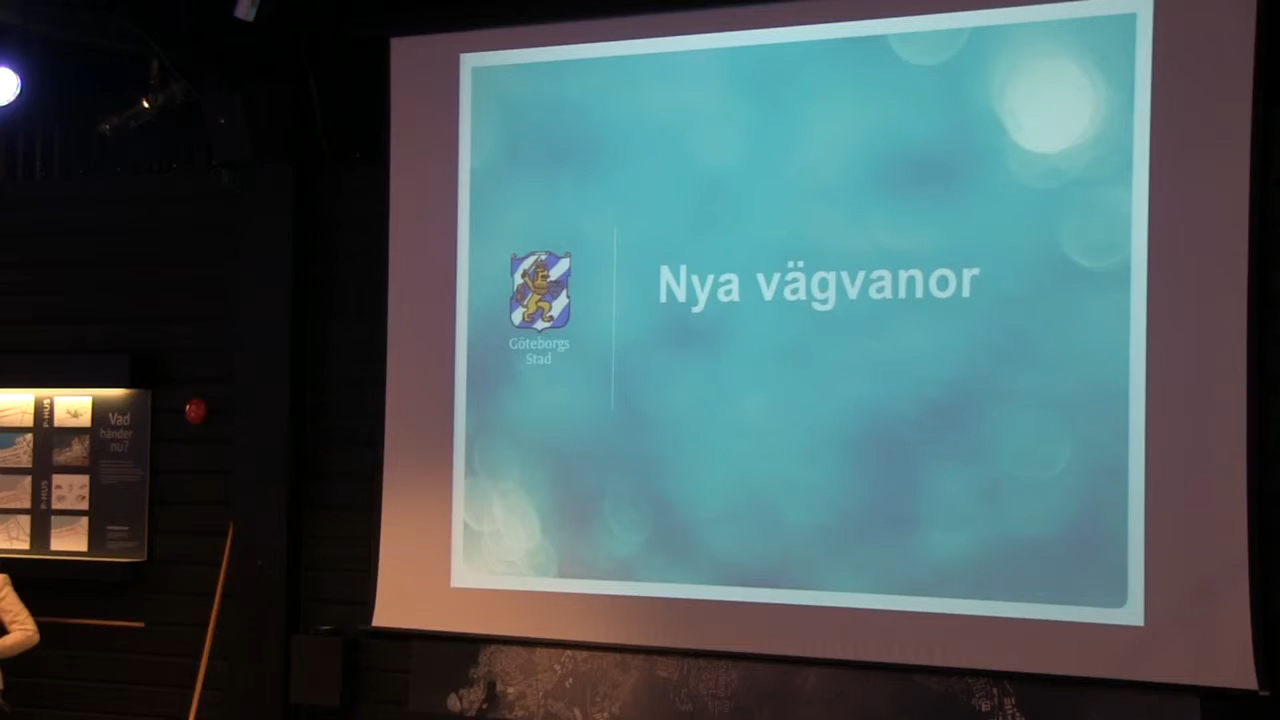 Nya vägvanor
Göteborgs
Stad
Vad
händer
nu?
P-HUS
P-HUS